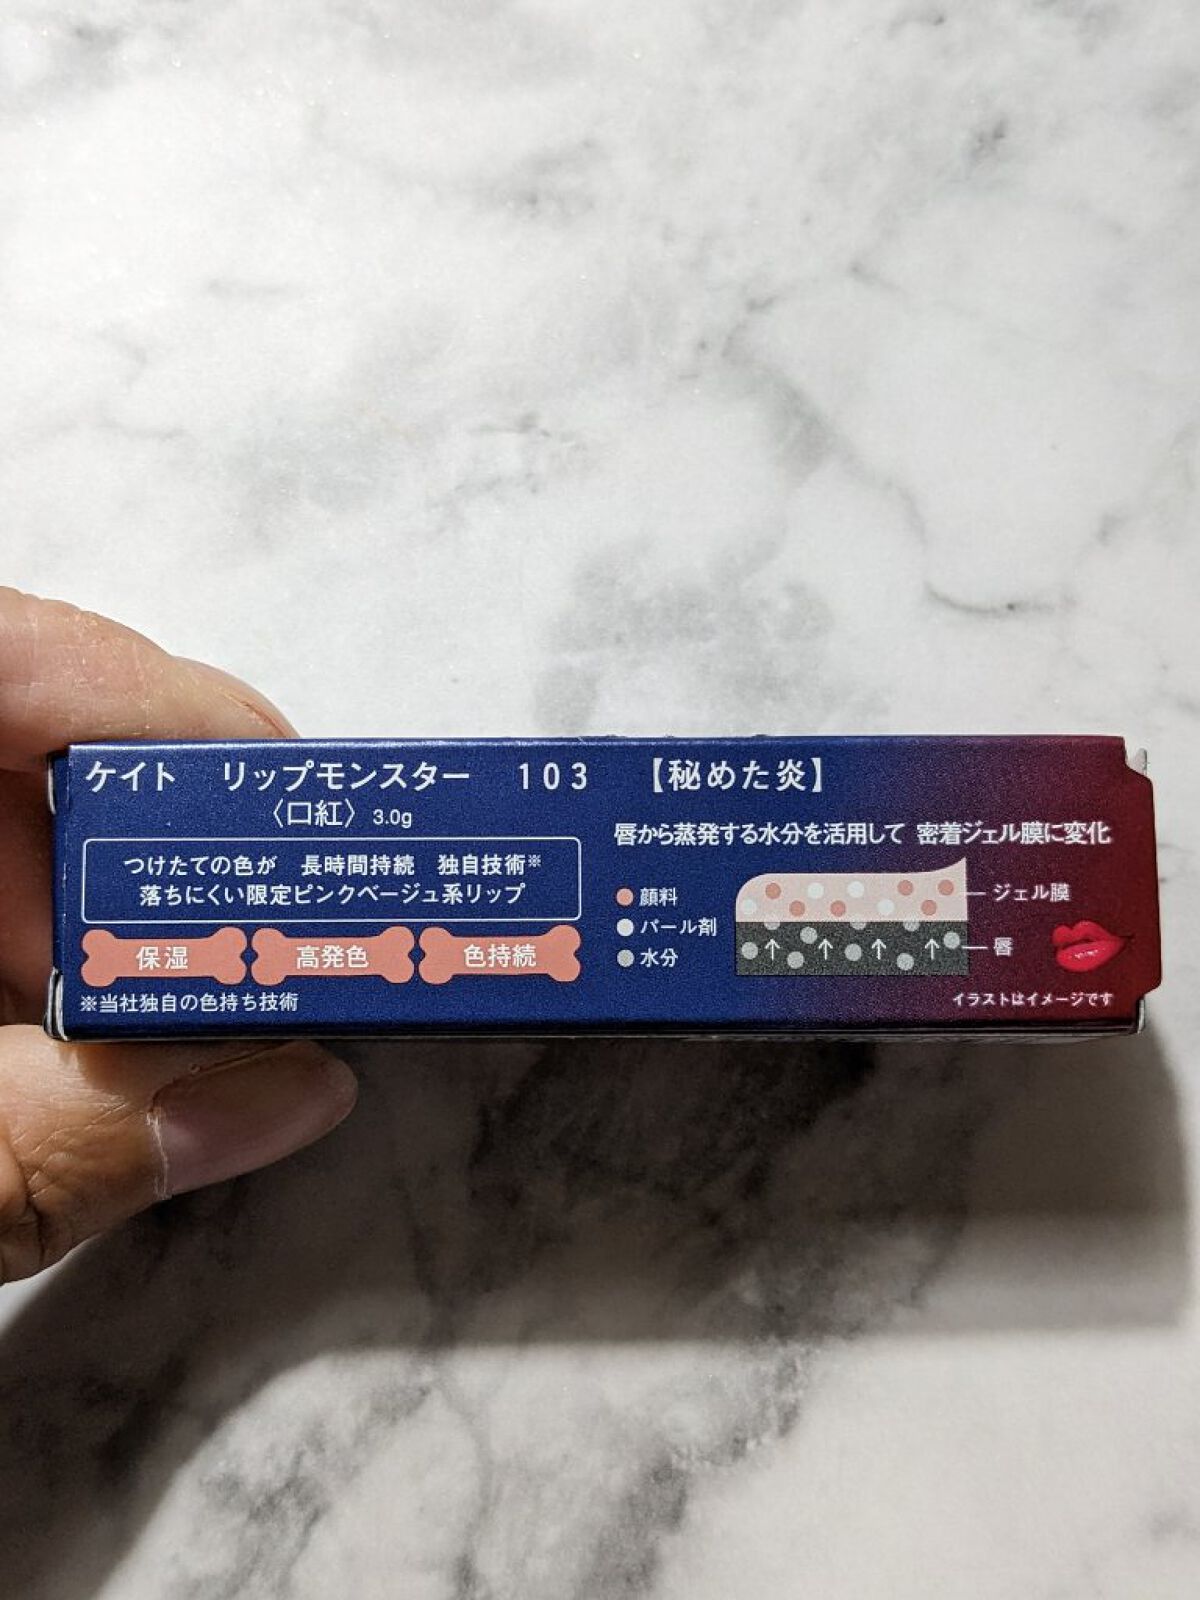 ケイト リップモンスター 103 【秘めた炎】
〈口紅〉3.0g
つけたての色が 長時間持続 独自技術※
落ちにくい限定ピンクベージュ系リップ
保湿 高発色 色持続
※当社独自の色持ち技術
唇から蒸発する水分を活用して 密着ジェル膜に変化
顔料
パール剤
水分
ジェル膜
唇
イラストはイメージです